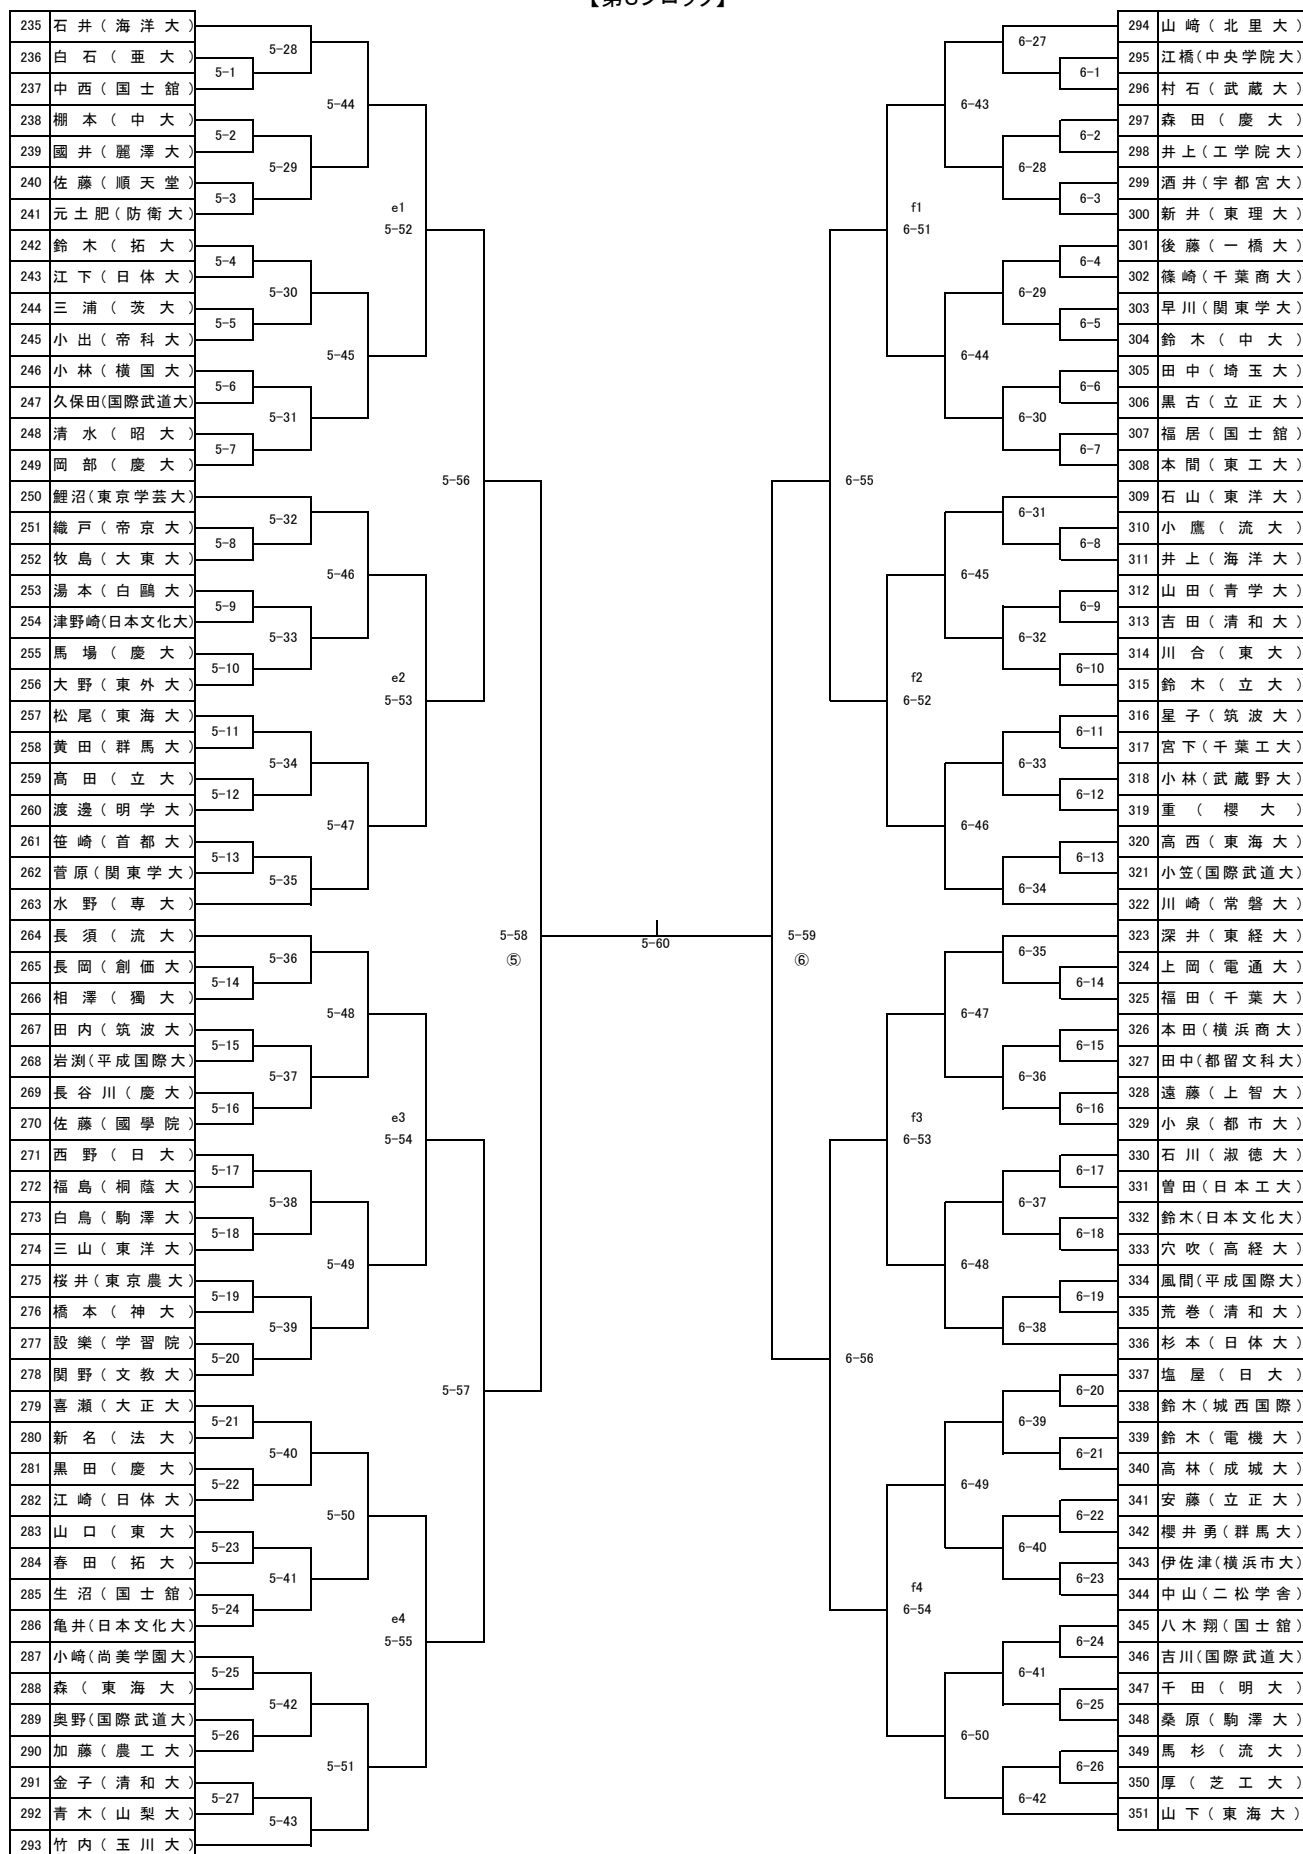 235 石井(海洋大)
236 白石(亜大)
237 中西(国士舘)
238 棚本(中大)
239 國井(麗澤大)
240 佐藤(順天堂)
241 元土肥(防衛大)
242 鈴木(拓大)
243 江下(日体大)
244 三浦(茨大)
245 小出(帝科大)
246 小林(横国大)
247 久保田(国際武道大)
248 清水(昭大)
249 岡部(慶大)
250 鯉沼(東京学芸大)
251 織戸(帝京大)
252 牧島(大東大)
253 湯本(白鷗大)
254 津野崎(日本文化大)
255 馬場(慶大)
256 大野(東外大)
257 松尾(東海大)
258 黄田(群馬大)
259 髙田(立大)
260 渡邊(明学大)
261 笹崎(首都大)
262 菅原(関東学大)
263 水野(専大)
264 長須(流大)
265 長岡(創価大)
266 相澤(獨大)
267 田内(筑波大)
268 岩渕(平成国際大)
269 長谷川(慶大)
270 佐藤(國學院)
271 西野(日大)
272 福島(桐蔭大)
273 白鳥(駒澤大)
274 三山(東洋大)
275 桜井(東京農大)
276 橋本(神大)
277 設樂(学習院)
278 関野(文教大)
279 喜瀬(大正大)
280 新名(法大)
281 黒田(慶大)
282 江崎(日体大)
283 山口(東大)
284 春田(拓大)
285 生沼(国士舘)
286 亀井(日本文化大)
287 小﨑(尚美学園大)
288 森(東海大)
289 奥野(国際武道大)
290 加藤(農工大)
291 金子(清和大)
292 青木(山梨大)
293 竹内(玉川大)
5-1
5-2
5-3
5-4
5-5
5-6
5-7
5-8
5-9
5-10
5-11
5-12
5-13
5-14
5-15
5-16
5-17
5-18
5-19
5-20
5-21
5-22
5-23
5-24
5-25
5-26
5-27
5-28
5-29
5-30
5-31
5-32
5-33
5-34
5-35
5-36
5-37
5-38
5-39
5-40
5-41
5-42
5-43
5-44
5-45
5-46
5-47
5-48
5-49
5-50
5-51
e1
5-52
e2
5-53
e3
5-54
e4
5-55
5-56
5-57
5-58
⑤
5-60
5-59
⑥
6-55
6-56
f1
6-51
f2
6-52
f3
6-53
f4
6-54
6-43
6-44
6-45
6-46
6-47
6-48
6-49
6-50
6-27
6-28
6-29
6-30
6-31
6-32
6-33
6-34
6-35
6-36
6-37
6-38
6-39
6-40
6-41
6-42
6-1
6-2
6-3
6-4
6-5
6-6
6-7
6-8
6-9
6-10
6-11
6-12
6-13
6-14
6-15
6-16
6-17
6-18
6-19
6-20
6-21
6-22
6-23
6-24
6-25
6-26
294 山﨑(北里大)
295 江橋(中央学院大)
296 村石(武蔵大)
297 森田(慶大)
298 井上(工学院大)
299 酒井(宇都宮大)
300 新井(東理大)
301 後藤(一橋大)
302 篠崎(千葉商大)
303 早川(関東学大)
304 鈴木(中大)
305 田中(埼玉大)
306 黒古(立正大)
307 福居(国士舘)
308 本間(東工大)
309 石山(東洋大)
310 小鷹(流大)
311 井上(海洋大)
312 山田(青学大)
313 吉田(清和大)
314 川合(東大)
315 鈴木(立大)
316 星子(筑波大)
317 宮下(千葉工大)
318 小林(武蔵野大)
319 重(櫻大)
320 高西(東海大)
321 小笠(国際武道大)
322 川崎(常磐大)
323 深井(東経大)
324 上岡(電通大)
325 福田(千葉大)
326 本田(横浜商大)
327 田中(都留文科大)
328 遠藤(上智大)
329 小泉(都市大)
330 石川(淑徳大)
331 曽田(日本工大)
332 鈴木(日本文化大)
333 穴吹(高経大)
334 風間(平成国際大)
335 荒巻(清和大)
336 杉本(日体大)
337 塩屋(日大)
338 鈴木(城西国際)
339 鈴木(電機大)
340 高林(成城大)
341 安藤(立正大)
342 櫻井勇(群馬大)
343 伊佐津(横浜市大)
344 中山(二松学舎)
345 八木翔(国士舘)
346 吉川(国際武道大)
347 千田(明大)
348 桑原(駒澤大)
349 馬杉(流大)
350 厚(芝工大)
351 山下(東海大)